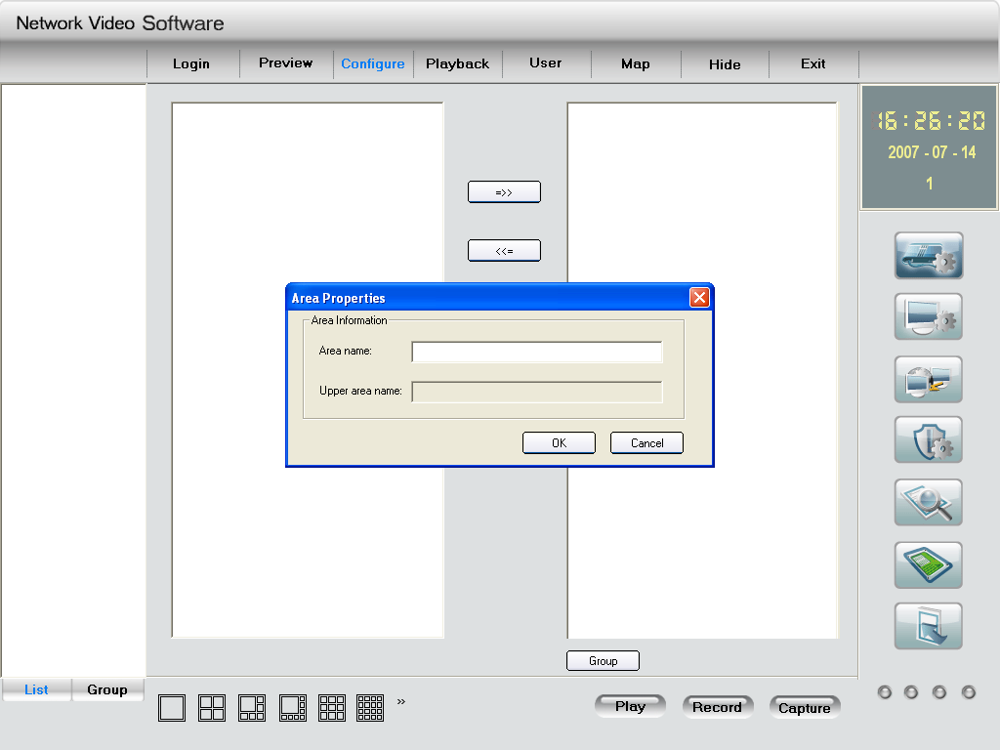 Network Video Software
Login Preview Configure Playback User Map Hide Exit
16:26:20
2007 - 07 - 14
1
=>>
<<=
Area Properties
Area Information
Area name:
Upper area name:
OK Cancel
Group
List Group
»
Play Record Capture